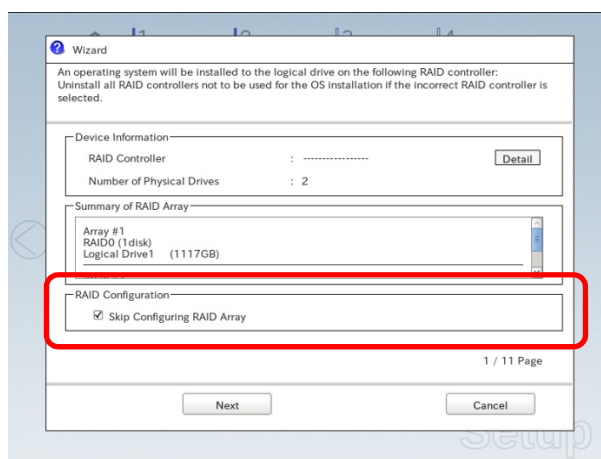 Wizard
An operating system will be installed to the logical drive on the following RAID controller:
Uninstall all RAID controllers not to be used for the OS installation if the incorrect RAID controller is
selected.
Device Information
RAID Controller : ----------------
Detail
Number of Physical Drives : 2
Summary of RAID Array
Array #1
RAID0 (1disk)
Logical Drive1 (1117GB)
RAID Configuration
Skip Configuring RAID Array
1 / 11 Page
Next
Cancel
Setup